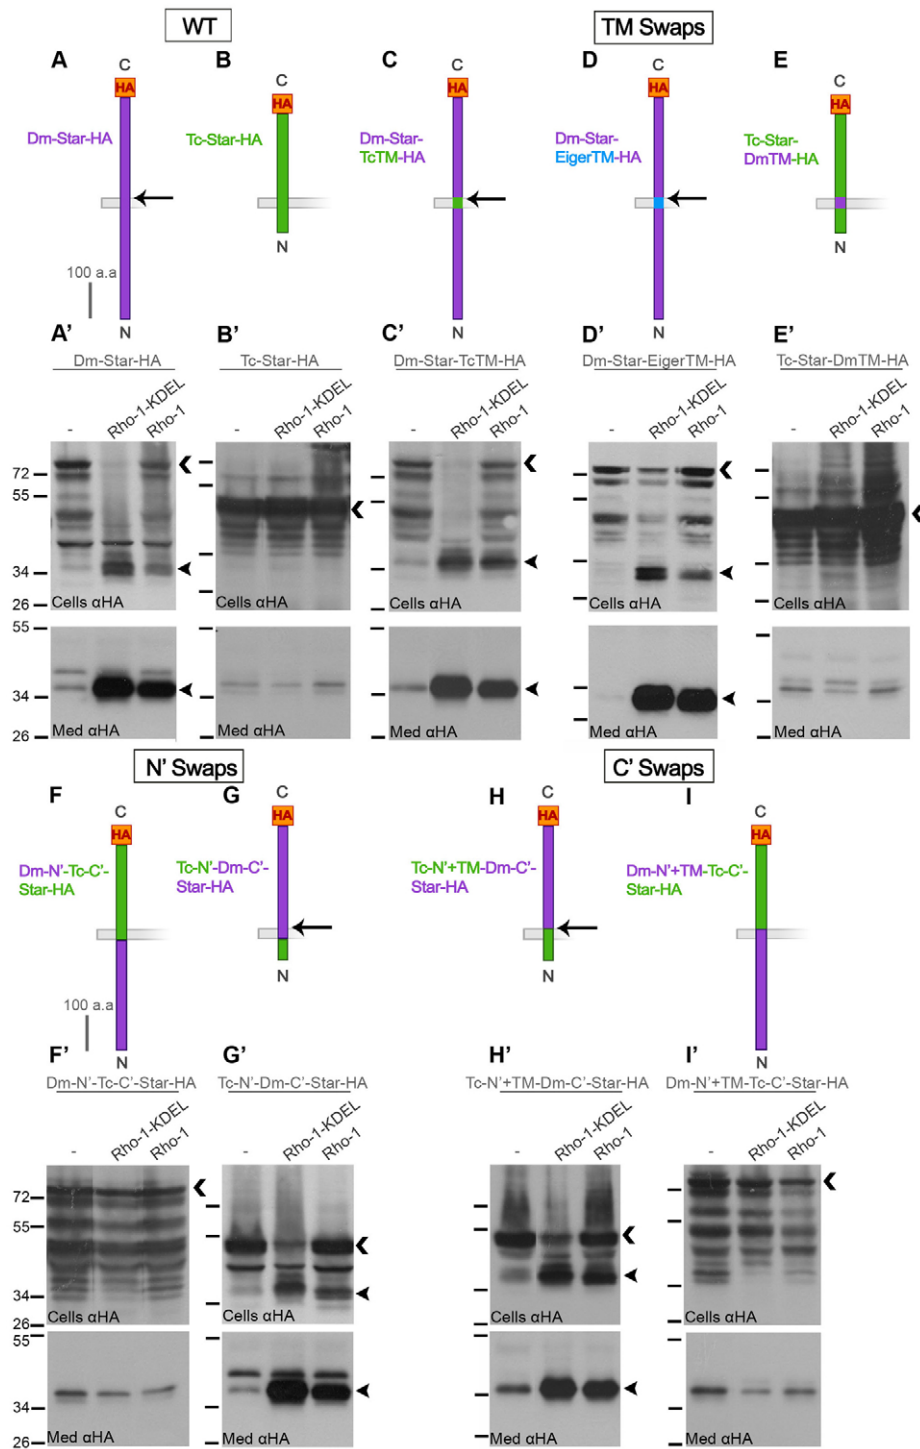 WT
TM Swaps
A B C D E
C C C C C
HA HA HA HA HA
Dm-Star-HA
Tc-Star-HA
Dm-Star-
TcTM-HA
Dm-Star-
EigerTM-HA
Tc-Star-
DmTM-HA
N N N N N
100 a.a
A' B' C' D' E'
Dm-Star-HA Tc-Star-HA Dm-Star-TcTM-HA Dm-Star-EigerTM-HA Tc-Star-DmTM-HA
- Rho-1-KDEL Rho-1 - Rho-1-KDEL Rho-1 - Rho-1-KDEL Rho-1 - Rho-1-KDEL Rho-1 - Rho-1-KDEL Rho-1
72
55
34
26
Cells αHA Cells αHA Cells αHA Cells αHA Cells αHA
55
34
26
Med αHA Med αHA Med αHA Med αHA Med αHA
N' Swaps
C' Swaps
F G H I
C C C C
HA HA HA HA
Dm-N'-Tc-C'-
Star-HA
Tc-N'-Dm-C'-
Star-HA
Tc-N'+TM-Dm-C'-
Star-HA
Dm-N'+TM-Tc-C'-
Star-HA
N N N N
100 a.a
F' G' H' I'
Dm-N'-Tc-C'-Star-HA Tc-N'-Dm-C'-Star-HA Tc-N'+TM-Dm-C'-Star-HA Dm-N'+TM-Tc-C'-Star-HA
- Rho-1-KDEL Rho-1 - Rho-1-KDEL Rho-1 - Rho-1-KDEL Rho-1 - Rho-1-KDEL Rho-1
72
55
34
26
Cells αHA Cells αHA Cells αHA Cells αHA
55
34
26
Med αHA Med αHA Med αHA Med αHA